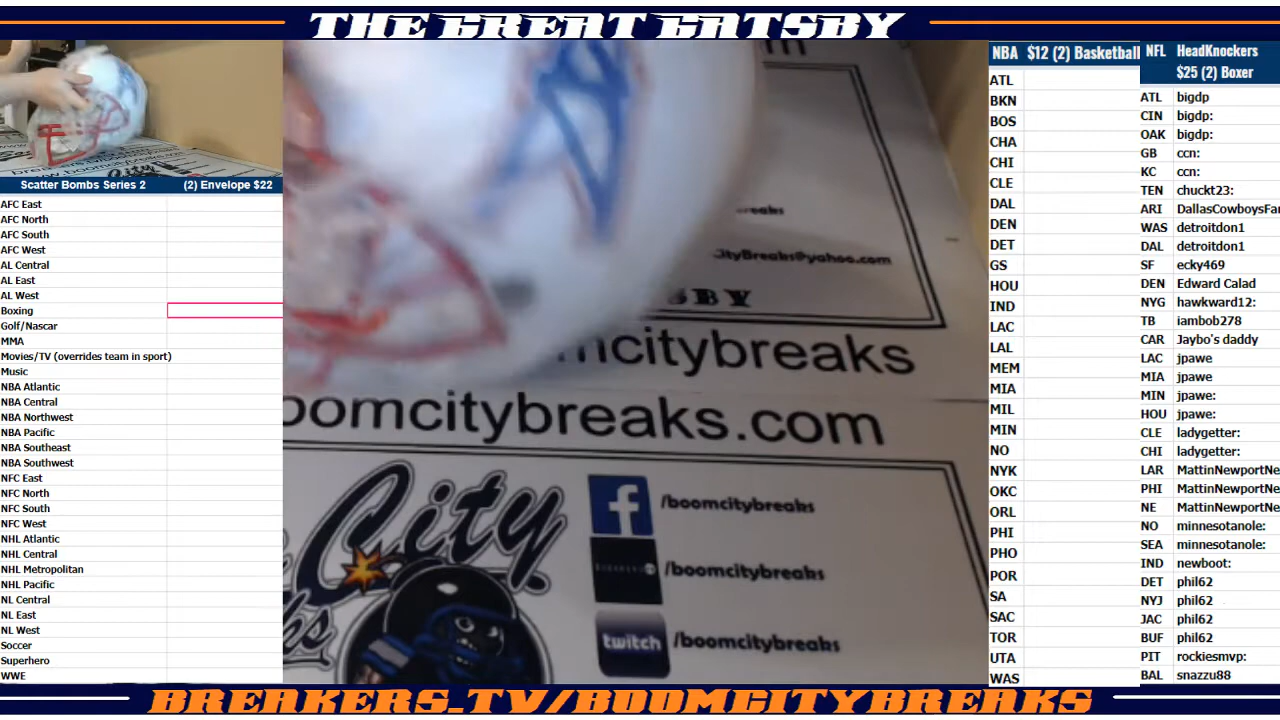 THE GREAT GATSBY
Scatter Bombs Series 2 (2) Envelope $22
AFC East
AFC North
AFC South
AFC West
AL Central
AL East
AL West
Boxing
Golf/Nascar
MMA
Movies/TV (overrides team in sport)
Music
NBA Atlantic
NBA Central
NBA Northwest
NBA Pacific
NBA Southeast
NBA Southwest
NFC East
NFC North
NFC South
NFC West
NHL Atlantic
NHL Central
NHL Metropolitan
NHL Pacific
NL Central
NL East
NL West
Soccer
Superhero
WWE
ityBreaks@yahoo.com
SBY
citybreaks
oomcitybreaks.com
City
f /boomcitybreaks
/boomcitybreaks
twitch /boomcitybreaks
NBA $12 (2) Basketball
ATL
BKN
BOS
CHA
CHI
CLE
DAL
DEN
DET
GS
HOU
IND
LAC
LAL
MEM
MIA
MIL
MIN
NO
NYK
OKC
ORL
PHI
PHO
POR
SA
SAC
TOR
UTA
WAS
NFL HeadKnockers
$25 (2) Boxer
ATL bigdp
CIN bigdp:
OAK bigdp:
GB ccn:
KC ccn:
TEN chuckt23:
ARI DallasCowboysFa
WAS detroitdon1
DAL detroitdon1
SF ecky469
DEN Edward Calad
NYG hawkward12:
TB iambob278
CAR Jaybo's daddy
LAC jpawe
MIA jpawe
MIN jpawe:
HOU jpawe:
CLE ladygetter:
CHI ladygetter:
LAR MattinNewportNe
PHI MattinNewportNe
NE MattinNewportNe
NO minnesotanole:
SEA minnesotanole:
IND newboot:
DET phil62
NYJ phil62
JAC phil62
BUF phil62
PIT rockiesmvp:
BAL snazzu88
BREAKERS.TV/BOOMCITYBREAKS